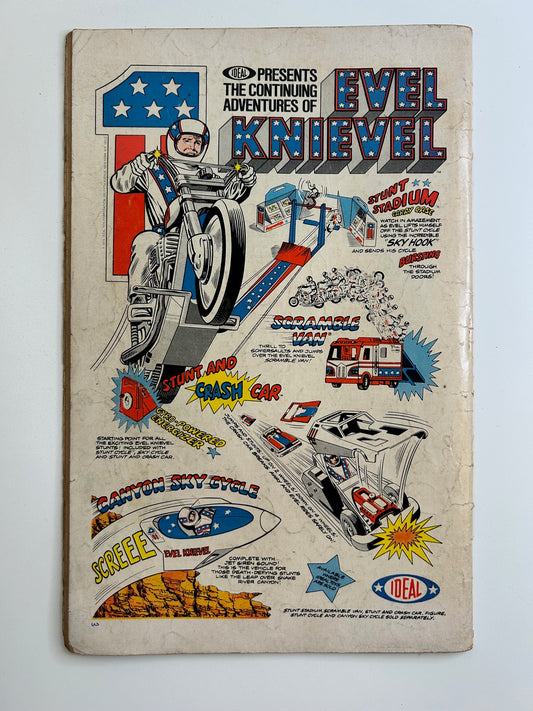 IDEAL PRESENTS
THE CONTINUING
ADVENTURES OF
EVEL
KNIEVEL
STUNT
STADIUM
CARRY CASE
WATCH IN AMAZEMENT
AS EVEL LIFTS HIMSELF
OFF THE STUNT CYCLE
USING THE INCREDIBLE
"SKY HOOK"
AND SENDS HIS CYCLE
BUZZING
THROUGH
THE STADIUM
DOORS!
SCRAMBLE
VAN
THRILL TO
SOMERSAULTS AND JUMPS
OVER THE EVEL KNIEVEL
SCRAMBLE VAN!
STUNT AND
CRASH CAR
GYRO-POWERED
ENERGIZER
STARTING POINT FOR ALL
THE EXCITING EVEL KNIEVEL
STUNTS! INCLUDED WITH
STUNT CYCLE, SKY CYCLE
AND STUNT AND CRASH CAR.
CANYON SKY CYCLE
SCREEE
EVEL KNIEVEL
COMPLETE WITH
JET SIREN SOUND!
THIS IS THE VEHICLE
FOR THOSE DEATH-DEFYING STUNTS
LIKE THE LEAP OVER SNAKE
RIVER CANYON!
IDEAL
STUNT STADIUM, SCRAMBLE VAN, STUNT AND CRASH CAR, FIGURE,
STUNT CYCLE AND CANYON SKY CYCLE SOLD SEPARATELY.